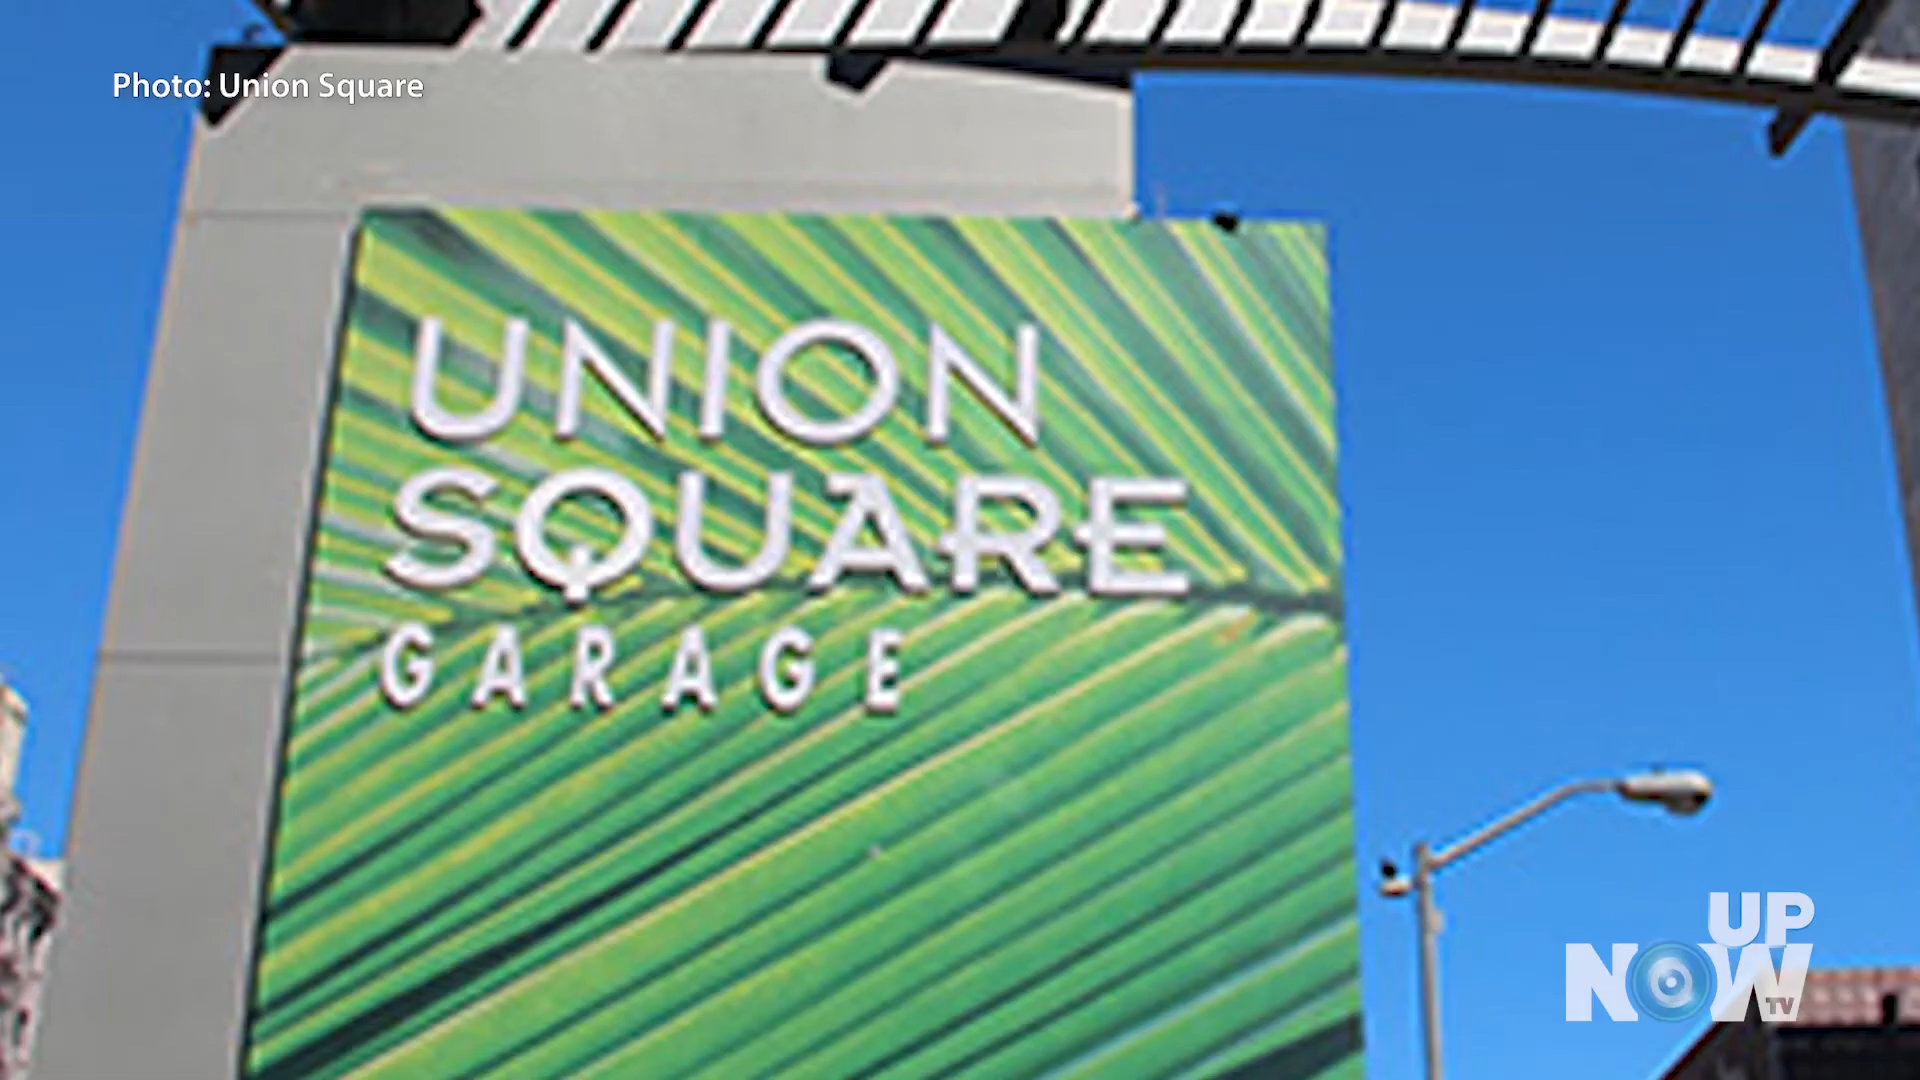 Photo: Union Square
UNION
SQUARE
GARAGE
UP
NOW
TV